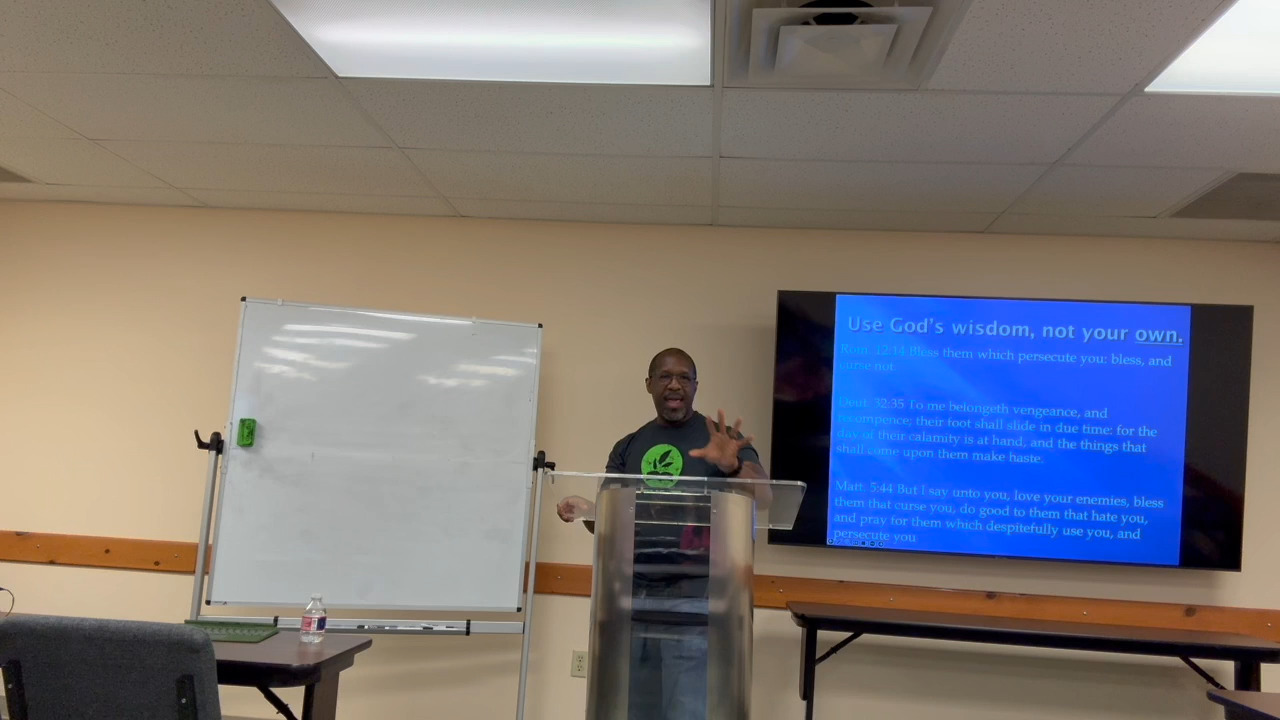 Use God's wisdom, not your own.
Rom. 12:14 Bless them which persecute you: bless, and
curse not.
Deut. 32:35 To me belongeth vengeance, and
recompence; their foot shall slide in due time: for the
day of their calamity is at hand, and the things that
shall come upon them make haste.
Matt. 5:44 But I say unto you, love your enemies, bless
them that curse you, do good to them that hate you,
and pray for them which despitefully use you, and
persecute you